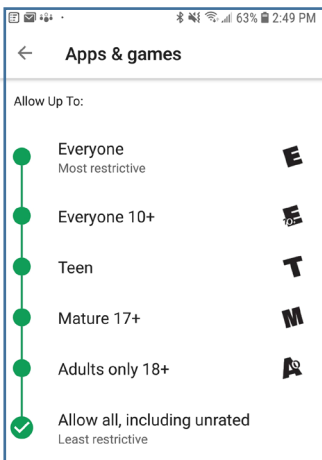 63% 2:49 PM
Apps & games
Allow Up To:
Everyone
Most restrictive
E
Everyone 10+
E
10+
Teen
T
Mature 17+
M
Adults only 18+
A
Allow all, including unrated
Least restrictive